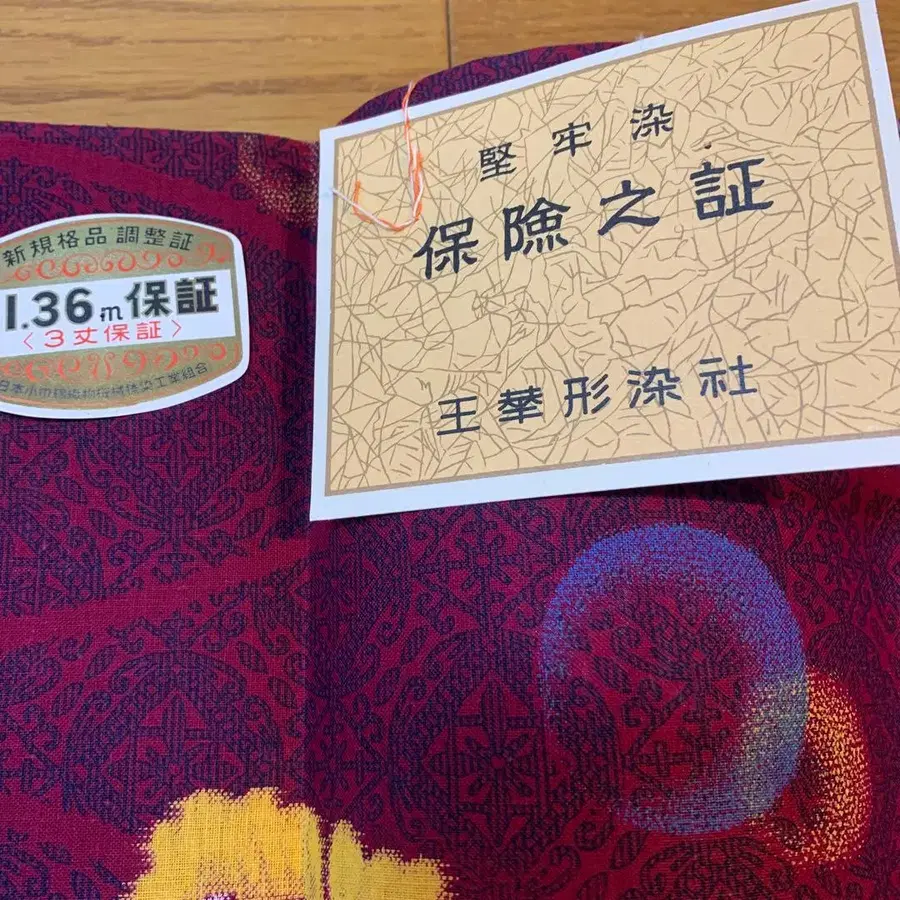 新規格品 調整証
1.36m保証
〈3丈保証〉
堅牢染
保險之証
王華形染社